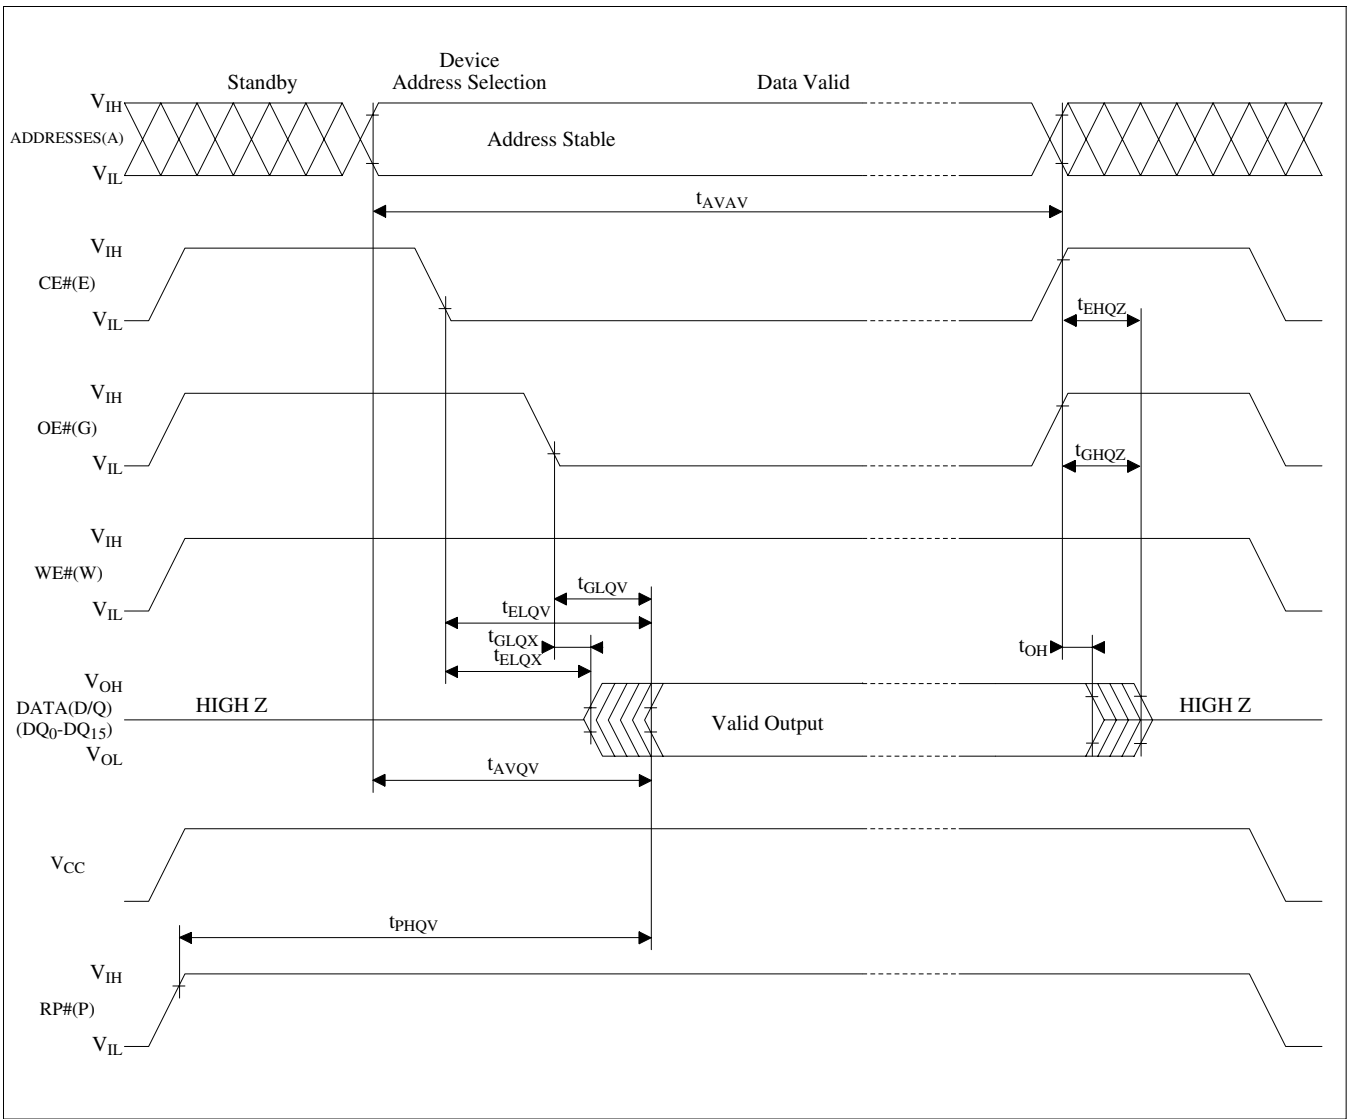 Device
Standby Address Selection Data Valid
VIH
ADDRESSES(A) Address Stable
VIL
tAVAV
VIH
CE#(E)
tEHQZ
VIL
VIH
OE#(G)
tGHQZ
VIL
VIH
WE#(W)
tGLQV
VIL
tELQV
tGLQX
tOH
tELQX
VOH
DATA(D/Q) HIGH Z Valid Output HIGH Z
(DQ0-DQ15)
VOL
tAVQV
VCC
tPHQV
VIH
RP#(P)
VIL